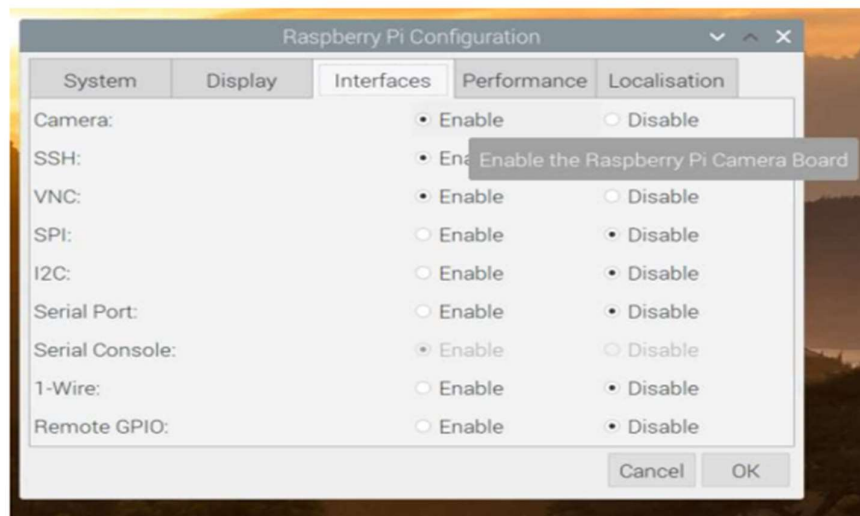 Raspberry Pi Configuration
System Display Interfaces Performance Localisation
Camera: Enable Disable
SSH: Ena Enable the Raspberry Pi Camera Board
VNC: Enable Disable
SPI: Enable Disable
I2C: Enable Disable
Serial Port: Enable Disable
Serial Console: Enable Disable
1-Wire: Enable Disable
Remote GPIO: Enable Disable
Cancel OK